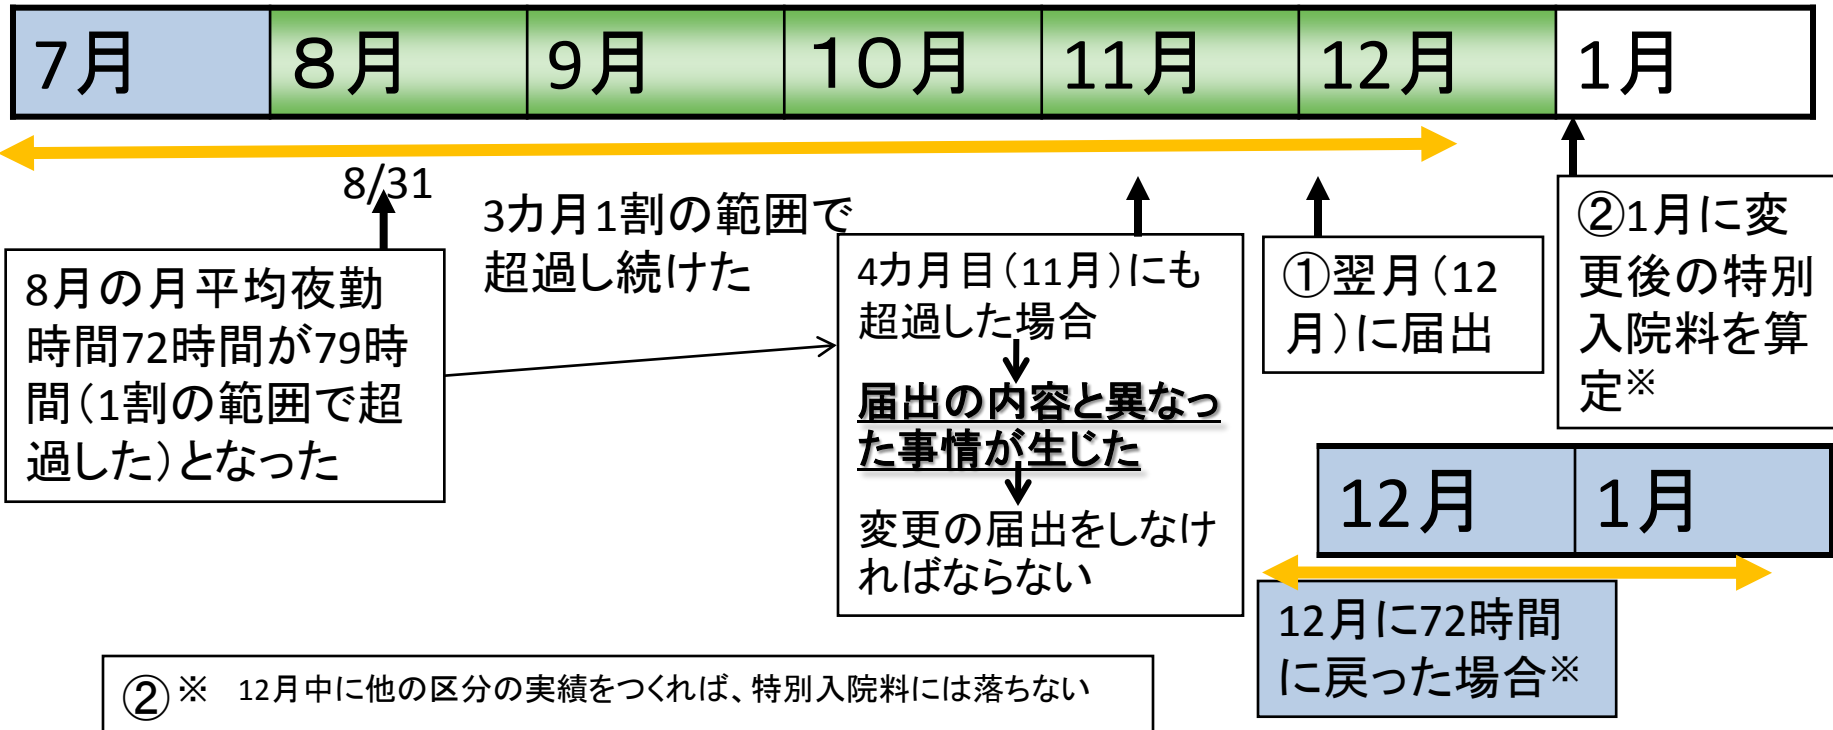 7月 ８月 9月 １０月 11月 12月 1月
8/31
3カ月1割の範囲で
超過し続けた
8月の月平均夜勤
時間72時間が79時
間（1割の範囲で超
過した）となった
4カ月目（11月）にも
超過した場合
届出の内容と異なっ
た事情が生じた
変更の届出をしなけ
ればならない
①翌月（12
月）に届出
②1月に変
更後の特別
入院料を算
定※
12月 1月
12月に72時間
に戻った場合※
②※ 12月中に他の区分の実績をつくれば、特別入院料には落ちない